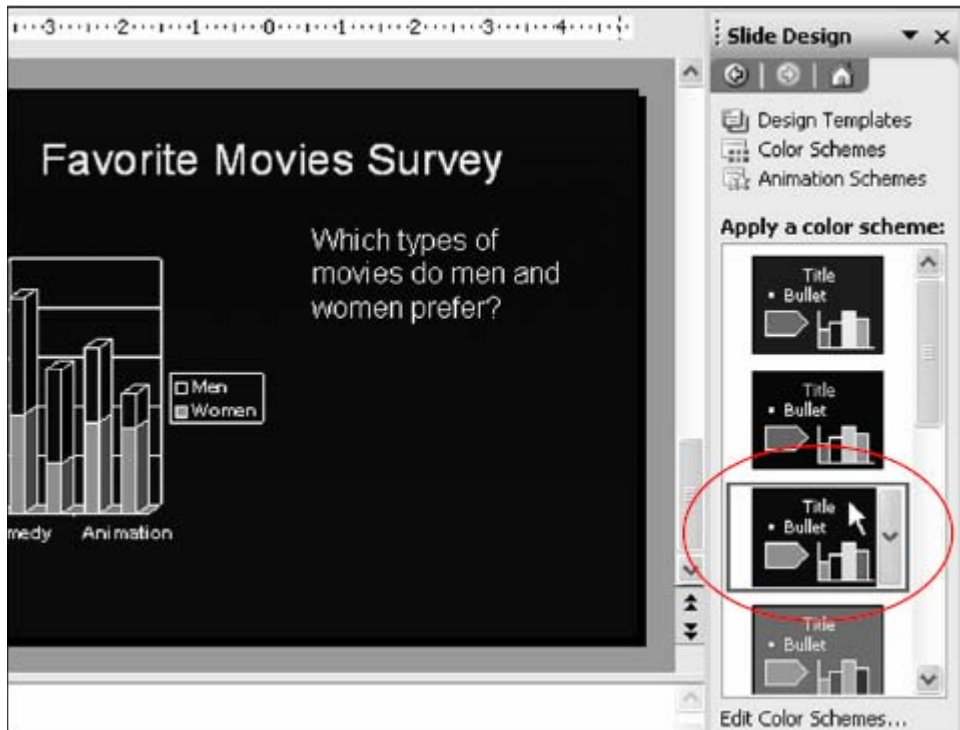 3 2 1 0 1 2 3 4
Slide Design
Design Templates
Color Schemes
Animation Schemes
Apply a color scheme:
Favorite Movies Survey
Which types of
movies do men and
women prefer?
Men
Women
medy Animation
Title
• Bullet
Title
• Bullet
Title
• Bullet
Title
• Bullet
Edit Color Schemes...